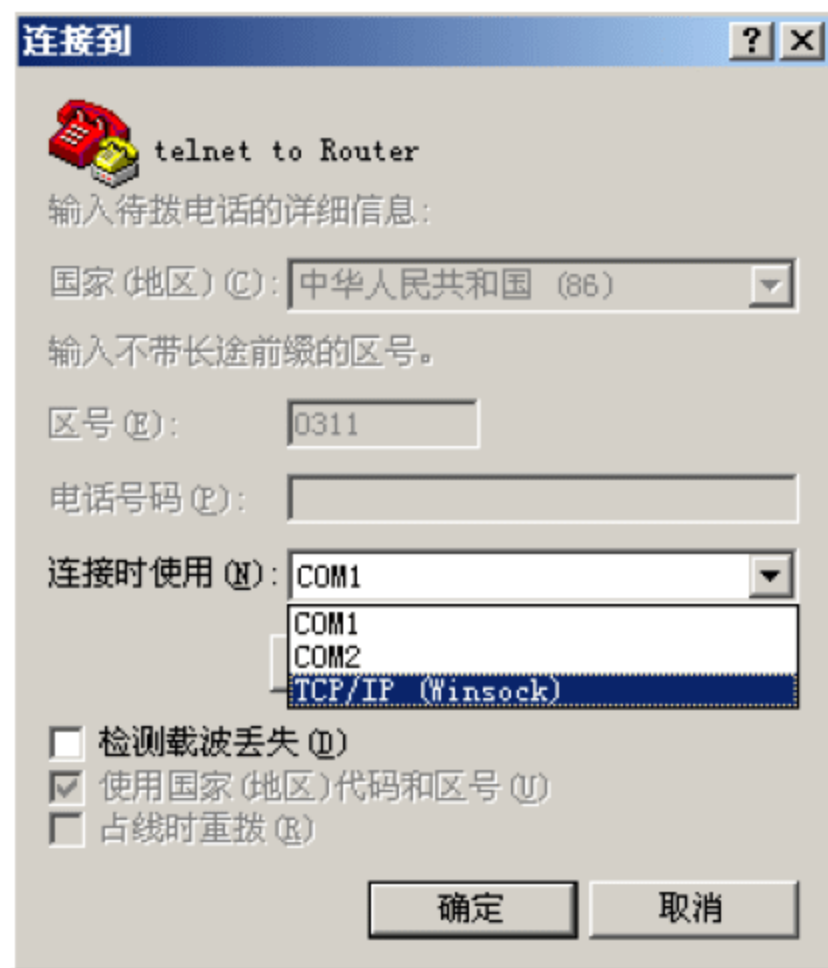 连接到
telnet to Router
输入待拨电话的详细信息:
国家(地区)(C): 中华人民共和国 (86)
输入不带长途前缀的区号。
区号(E): 0311
电话号码(P):
连接时使用(N): COM1
COM1
COM2
TCP/IP (Winsock)
检测载波丢失(D)
使用国家(地区)代码和区号(U)
占线时重拨(R)
确定 取消